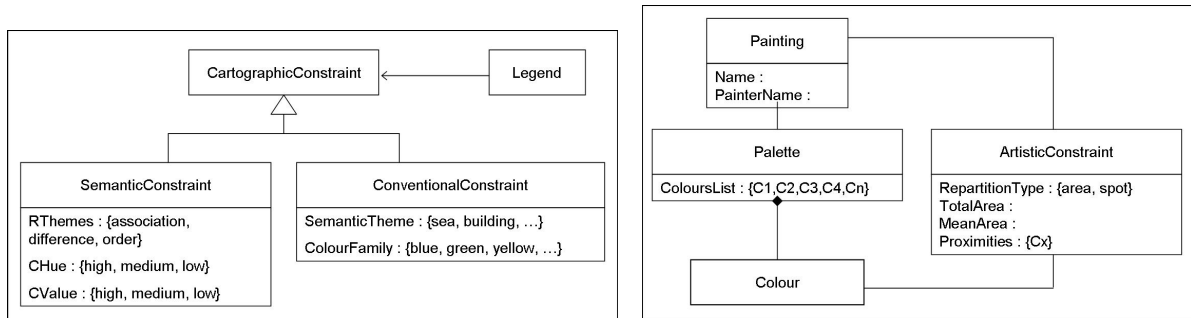 CartographicConstraint
Legend
SemanticConstraint
RThemes : {association,
difference, order}
CHue : {high, medium, low}
CValue : {high, medium, low}
ConventionalConstraint
SemanticTheme : {sea, building, ...}
ColourFamily : {blue, green, yellow, ...}
Painting
Name :
PainterName :
Palette
ColoursList : {C1,C2,C3,C4,Cn}
ArtisticConstraint
RepartitionType : {area, spot}
TotalArea :
MeanArea :
Proximities : {Cx}
Colour